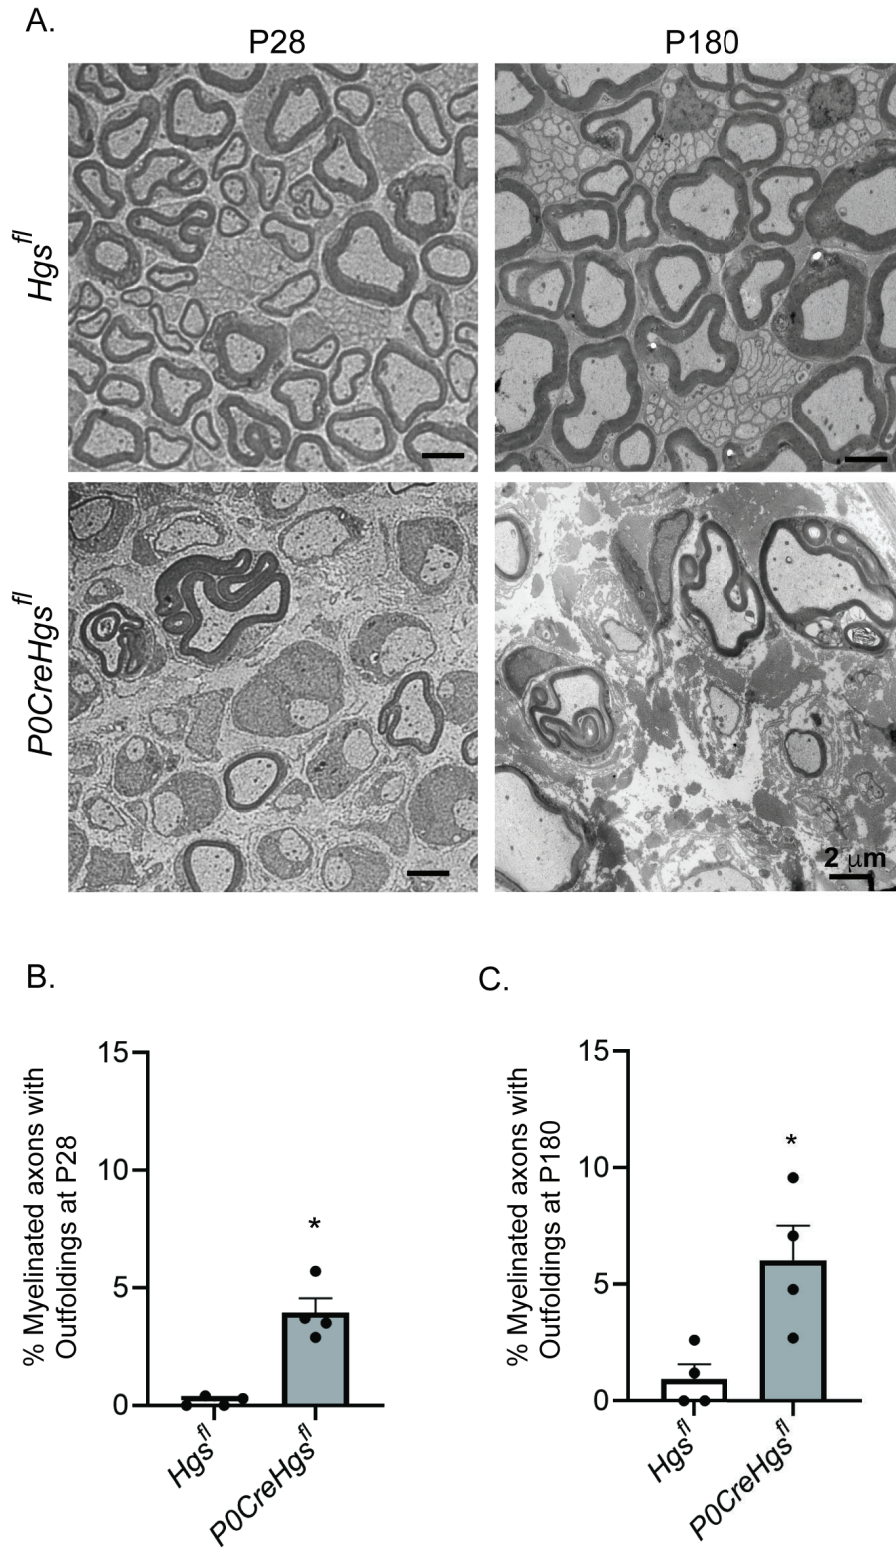 A.
P28 P180
Hgs^fl
P0CreHgs^fl
2 μm
B. C.
% Myelinated axons with
Outfoldings at P28
15
10
5
0
*
Hgs^fl
P0CreHgs^fl
% Myelinated axons with
Outfoldings at P180
15
10
5
0
*
Hgs^fl
P0CreHgs^fl